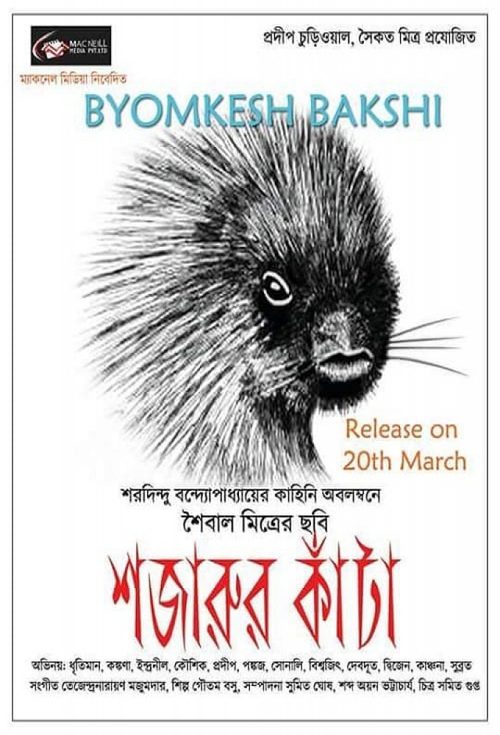 MACNEILL
MEDIA PVT.LTD
ম্যাকনেল মিডিয়া নিবেদিত
প্রদীপ চুড়িওয়াল, সৈকত মিত্র প্রযোজিত
BYOMKESH BAKSHI
Release on
20th March
শরদিন্দু বন্দ্যোপাধ্যায়ের কাহিনি অবলম্বনে
শৈবাল মিত্রের ছবি
শজারুর কাঁটা
অভিনয়: ধৃতিমান, কঙ্কণা, ইন্দ্রনীল, কৌশিক, প্রদীপ, পঙ্কজ, সোনালি, বিশ্বজিৎ, দেবদূত, দ্বিজেন, কাঞ্চনা, সুব্রত
সংগীত তেজেন্দ্রনারায়ণ মজুমদার, শিল্প গৌতম বসু, সম্পাদনা সুমিত ঘোষ, শব্দ অয়ন ভট্টাচার্য, চিত্র সমিত গুপ্ত